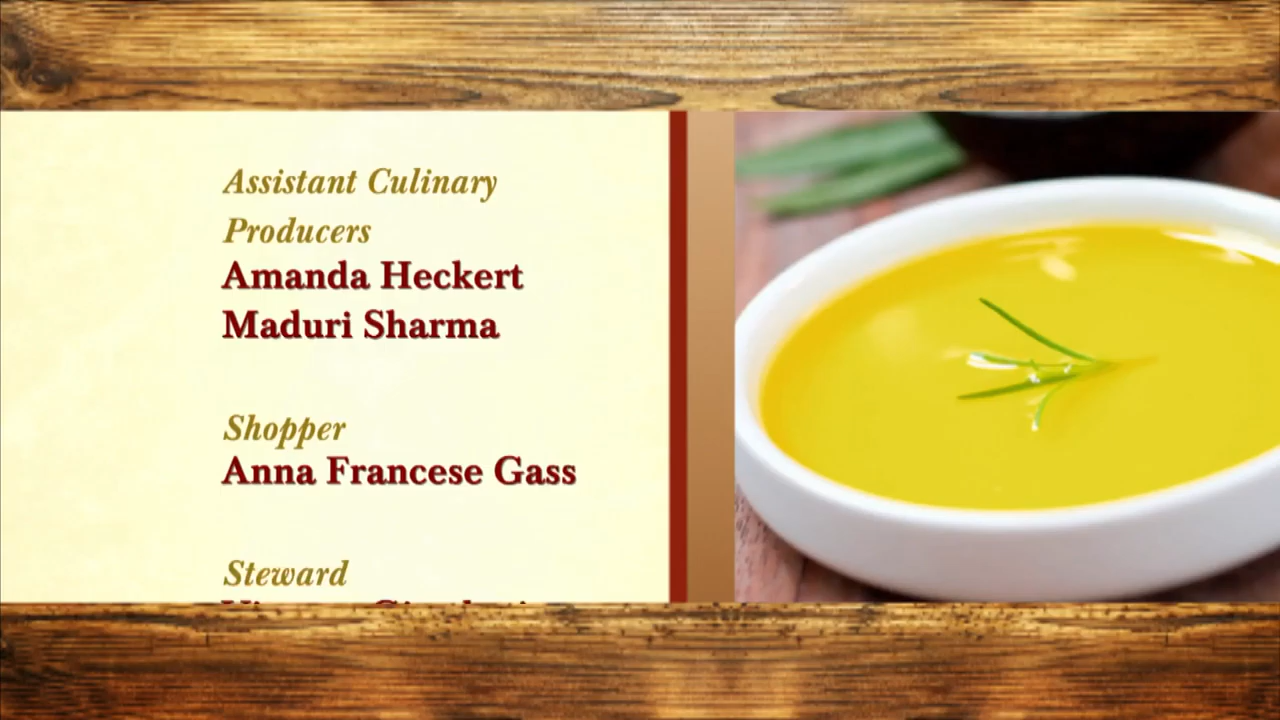 Assistant Culinary
Producers
Amanda Heckert
Maduri Sharma
Shopper
Anna Francese Gass
Steward